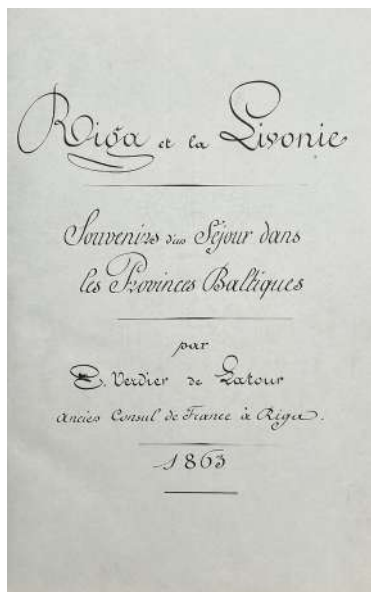 Riga et la Livonie
Souvenirs d'un Séjour dans
les Provinces Baltiques
par
E. Verdier de Latour
ancien Consul de France à Riga.
1863